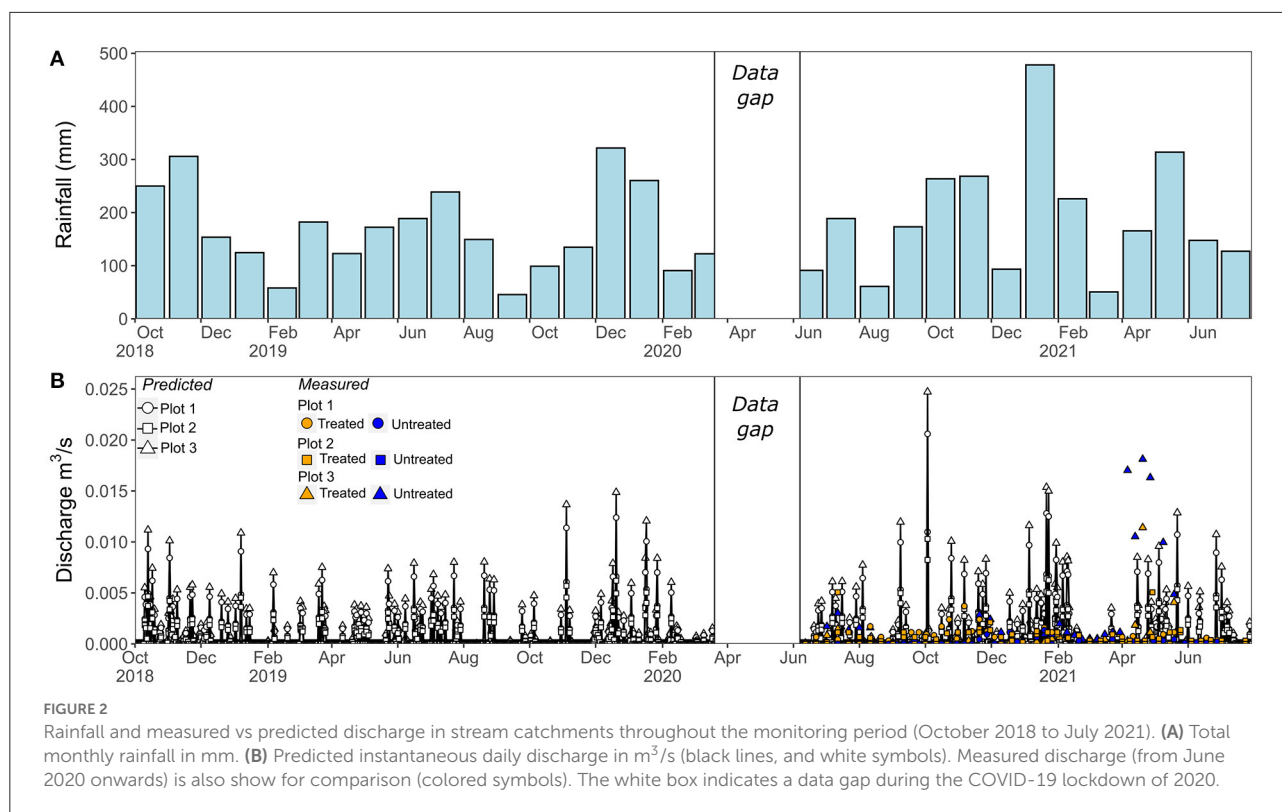 A
500
400
300
200
100
0
Rainfall (mm)
Data
gap
Oct Dec Feb Apr Jun Aug Oct Dec Feb Apr Jun Aug Oct Dec Feb Apr Jun
2018 2019 2020 2021
B
0.025
0.020
0.015
0.010
0.005
0.000
Discharge m³/s
Predicted
Plot 1
Plot 2
Plot 3
Measured
Plot 1
Treated Untreated
Plot 2
Treated Untreated
Plot 3
Treated Untreated
Data
gap
Oct Dec Feb Apr Jun Aug Oct Dec Feb Apr Jun Aug Oct Dec Feb Apr Jun
2018 2019 2020 2021
FIGURE 2
Rainfall and measured vs predicted discharge in stream catchments throughout the monitoring period (October 2018 to July 2021). (A) Total
monthly rainfall in mm. (B) Predicted instantaneous daily discharge in m³/s (black lines, and white symbols). Measured discharge (from June
2020 onwards) is also show for comparison (colored symbols). The white box indicates a data gap during the COVID-19 lockdown of 2020.